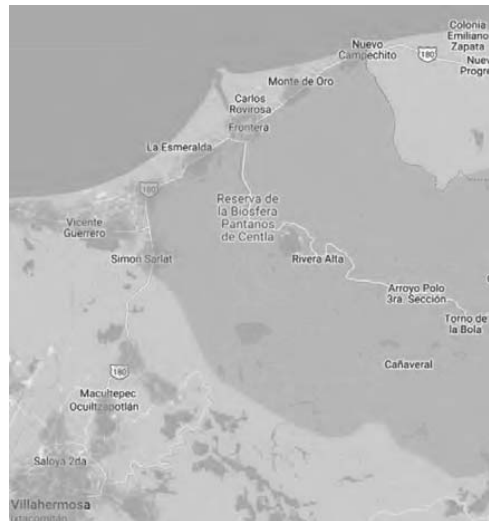 Colonia
Emiliano
Zapata
Nuevo
Campechito
180
Nuev
Progre
Monte de Oro
Carlos
Rovirosa
Frontera
La Esmeralda
180
Reserva de
la Biosfera
Pantanos
de Centla
Vicente
Guerrero
Simón Sarlat
Rivera Alta
Arroyo Polo
3ra. Sección
Torno de
la Bola
Cañaveral
180
Macultepec
Ocuiltzapotlán
Saloya 2da
Villahermosa
Ixtacomitán